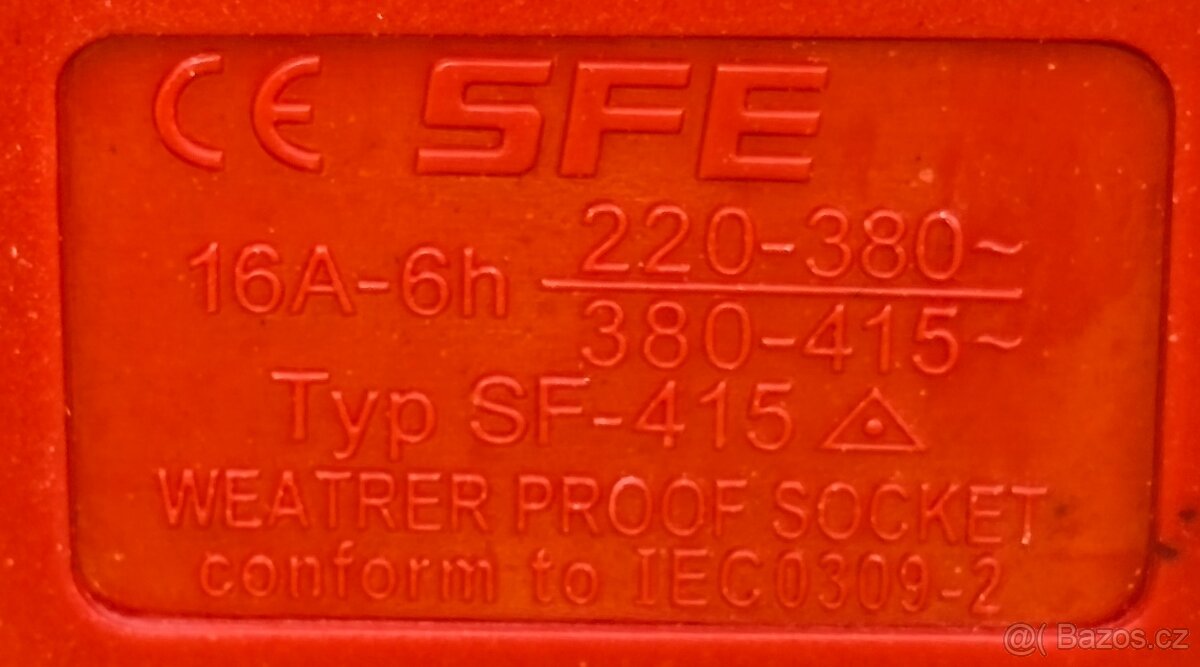 CE SFE
16A-6h 220-380~
380-415~
Typ SF-415
WEATRER PROOF SOCKET
conform to IEC0309-2
@( Bazos.cz